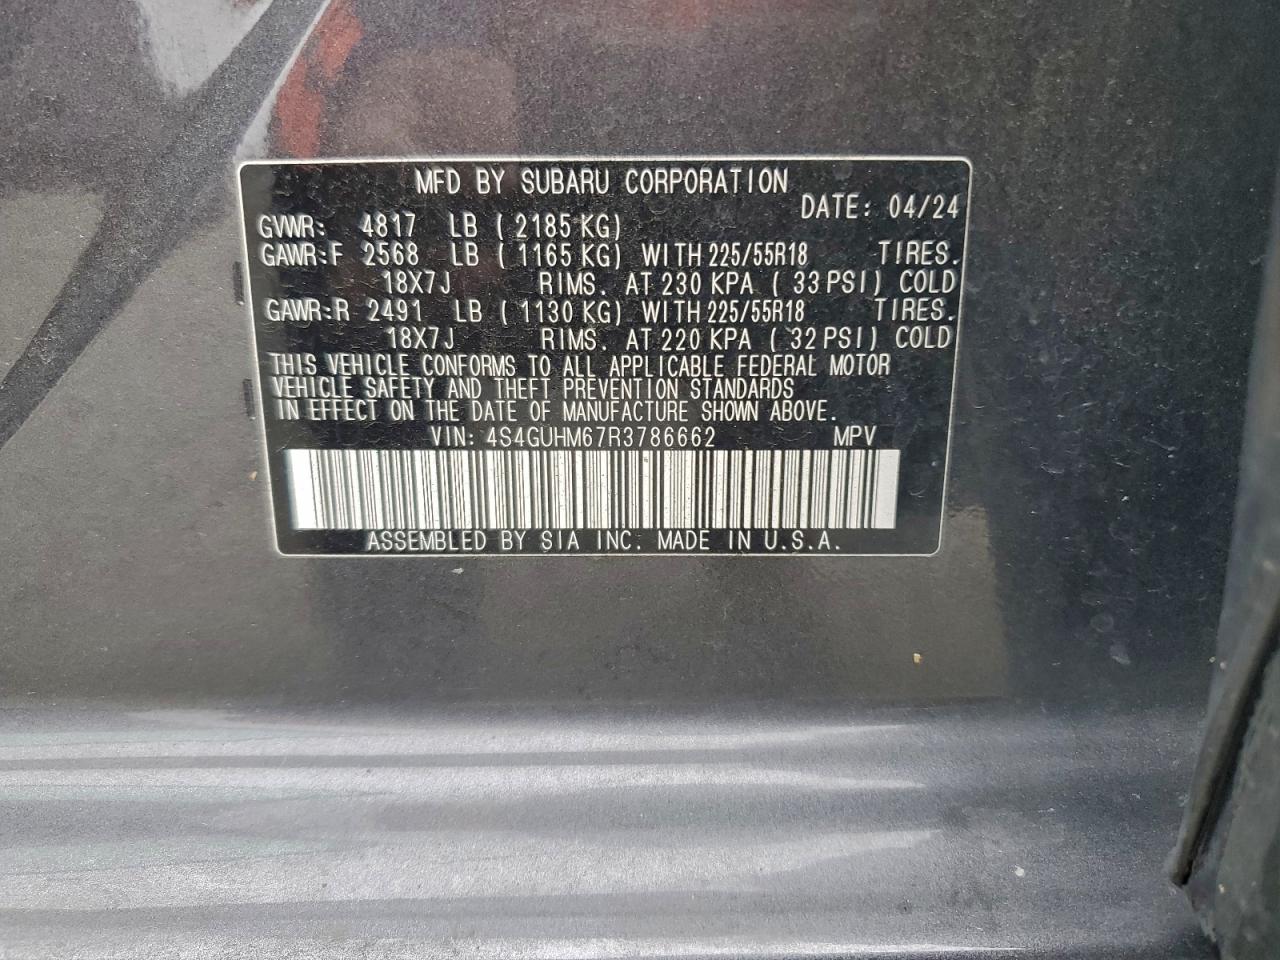 MFD BY SUBARU CORPORATION
DATE: 04/24
GVWR: 4817 LB ( 2185 KG)
GAWR:F 2568 LB ( 1165 KG) WITH 225/55R18 TIRES.
18X7J RIMS. AT 230 KPA ( 33 PSI) COLD
GAWR:R 2491 LB ( 1130 KG) WITH 225/55R18 TIRES.
18X7J RIMS. AT 220 KPA ( 32 PSI) COLD
THIS VEHICLE CONFORMS TO ALL APPLICABLE FEDERAL MOTOR
VEHICLE SAFETY AND THEFT PREVENTION STANDARDS
IN EFFECT ON THE DATE OF MANUFACTURE SHOWN ABOVE.
VIN: 4S4GUHM67R3786662 MPV
ASSEMBLED BY SIA INC. MADE IN U.S.A.